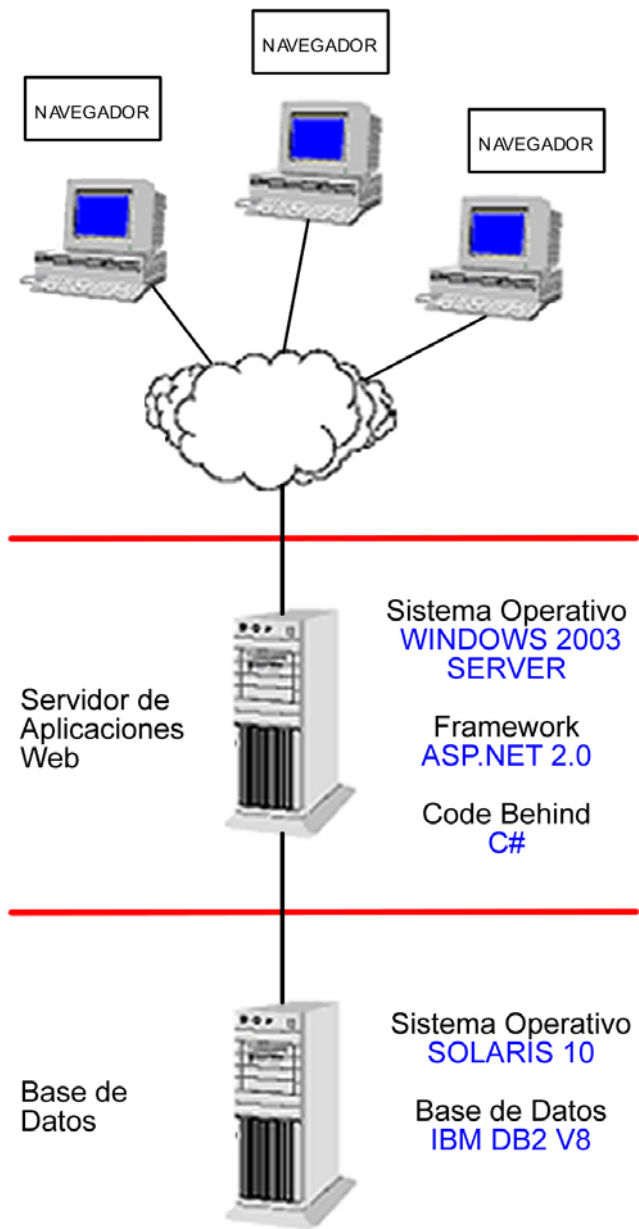 NAVEGADOR
NAVEGADOR
NAVEGADOR
Servidor de
Aplicaciones
Web
Sistema Operativo
WINDOWS 2003
SERVER
Framework
ASP.NET 2.0
Code Behind
C#
Base de
Datos
Sistema Operativo
SOLARIS 10
Base de Datos
IBM DB2 V8